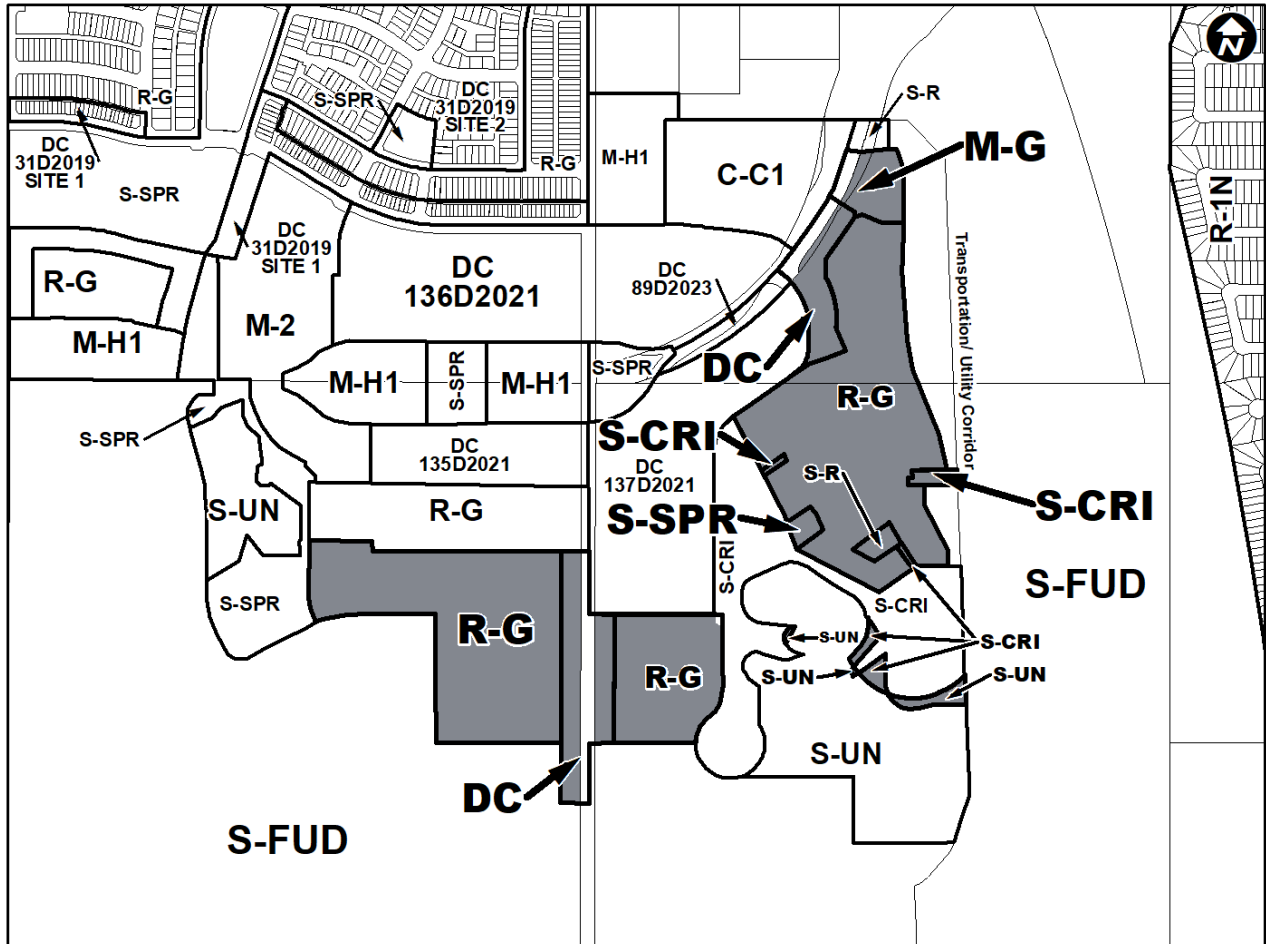 N
R-G
S-SPR
DC
31D2019
SITE 2
S-R
DC
31D2019
SITE 1
S-SPR
R-G
M-H1
C-C1
M-G
R-1N
DC
31D2019
SITE 1
Transportation/ Utility Corridor
R-G
M-2
DC
136D2021
DC
89D2023
M-H1
DC
S-SPR
M-H1
S-SPR
M-H1
R-G
S-SPR
S-CRI
DC
135D2021
DC
137D2021
S-R
S-UN
R-G
S-SPR
S-CRI
S-CRI
S-FUD
S-SPR
S-CRI
R-G
S-UN
S-CRI
R-G
S-UN
S-UN
S-UN
DC
S-FUD